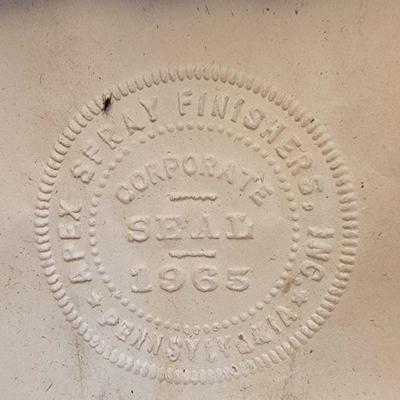 APEX SPRAY FINISHERS, INC.
CORPORATE
SEAL
1965
★ PENNSYLVANIA ★